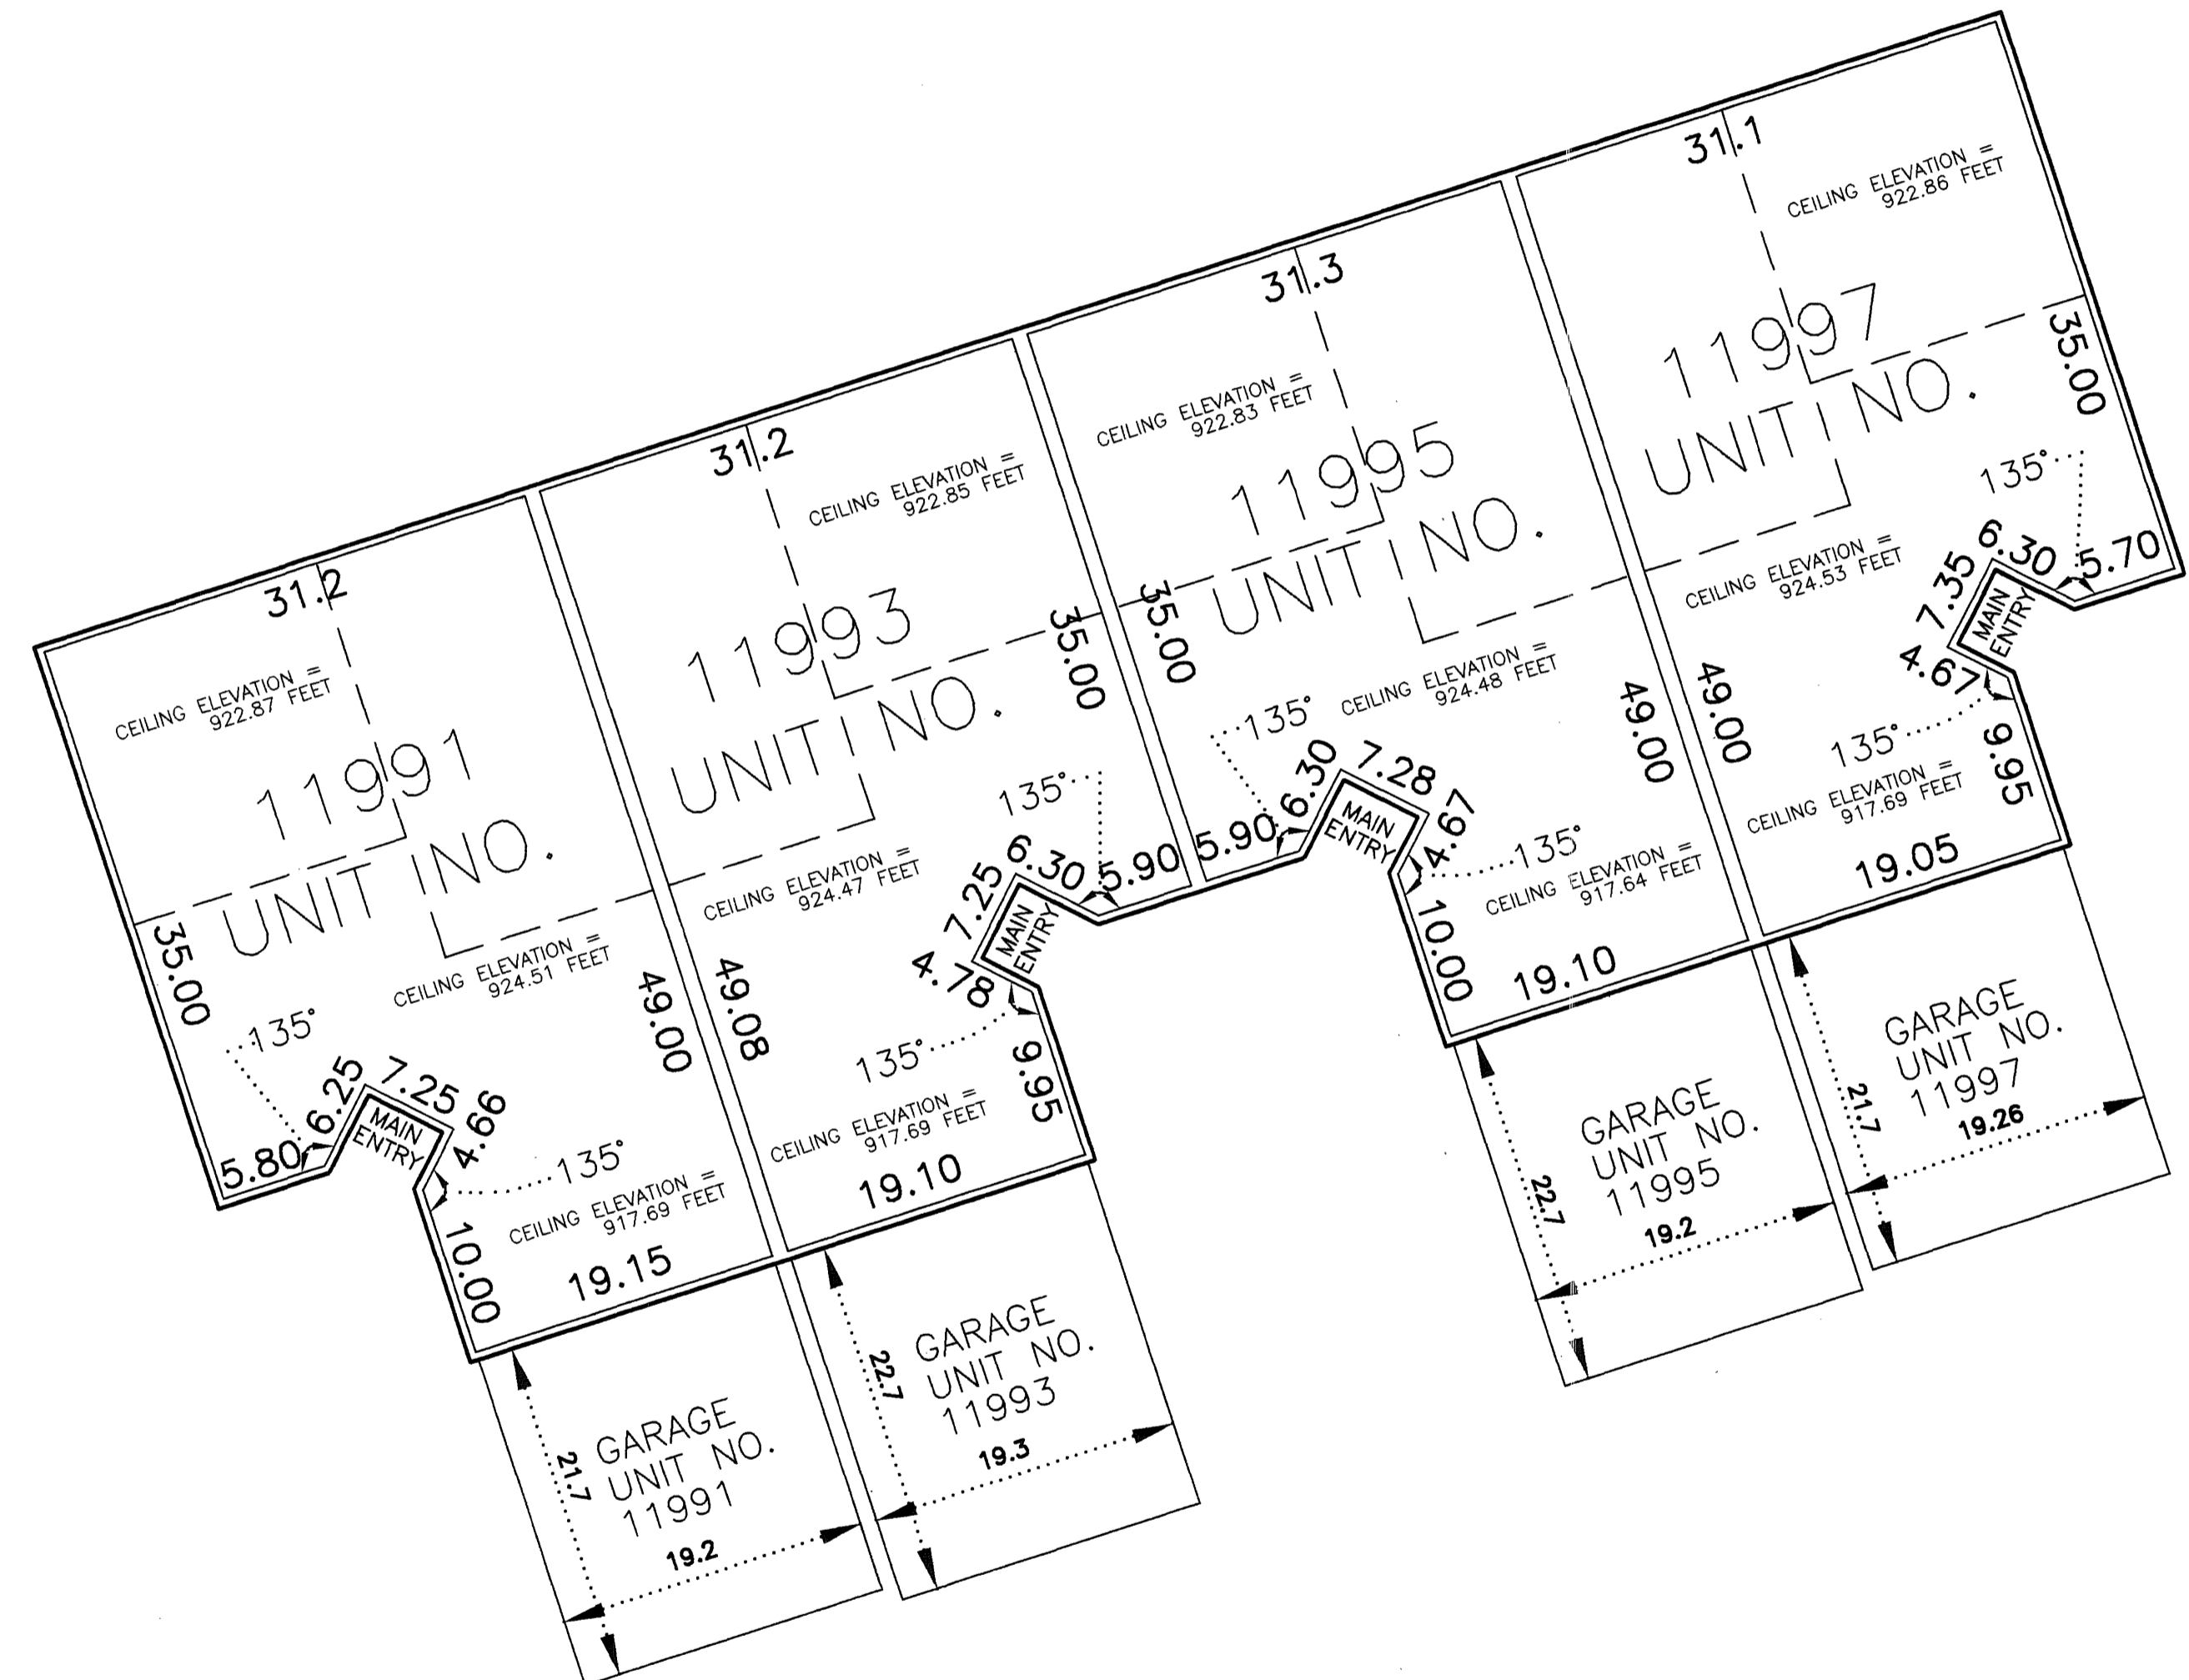 31.2
CEILING ELEVATION =
922.87 FEET
11991
UNIT NO.
35.00
CEILING ELEVATION =
924.51 FEET
49.00
135°
5.80
6.25
7.25
4.66
MAIN
ENTRY
135°
10.00
CEILING ELEVATION =
917.69 FEET
19.15
GARAGE
UNIT NO.
11991
21.7
19.2
31.2
CEILING ELEVATION =
922.85 FEET
11993
UNIT NO.
35.00
CEILING ELEVATION =
924.47 FEET
49.08
135°
5.90
6.30
7.25
4.78
MAIN
ENTRY
135°
9.95
CEILING ELEVATION =
917.69 FEET
19.10
GARAGE
UNIT NO.
11993
22.7
19.3
31.3
CEILING ELEVATION =
922.83 FEET
11995
UNIT NO.
35.00
CEILING ELEVATION =
924.48 FEET
49.00
135°
5.90
6.30
7.28
4.67
MAIN
ENTRY
135°
10.00
CEILING ELEVATION =
917.64 FEET
19.10
GARAGE
UNIT NO.
11995
22.7
19.2
31.1
CEILING ELEVATION =
922.86 FEET
11997
UNIT NO.
35.00
CEILING ELEVATION =
924.53 FEET
49.00
135°
5.70
6.30
7.35
4.67
MAIN
ENTRY
135°
9.95
CEILING ELEVATION =
917.69 FEET
19.05
GARAGE
UNIT NO.
11997
21.7
19.26